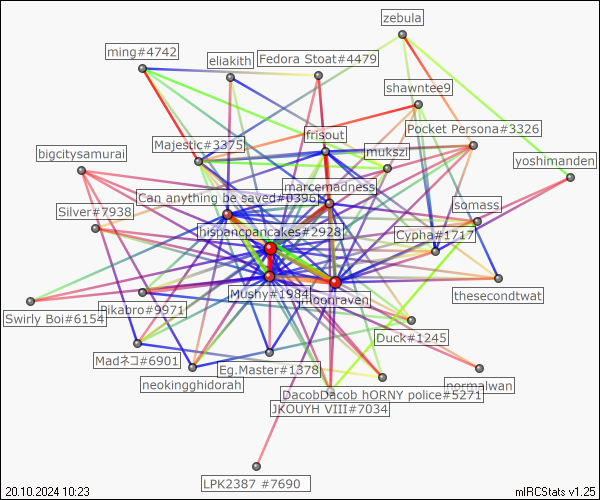 zebula
ming#4742
eliakith
Fedora Stoat#4479
shawntee9
frisout
Pocket Persona#3326
Majestic#3375
mukszi
bigcitysamurai
yoshimanden
marcemadness
Can anything be saved#0396
somass
Silver#7938
hispancpancakes#2928
Cypha#1717
Mushy#1984
moonraven
thesecondtwat
Swirly Boi#6154
Pikabro#9971
Duck#1245
Madネコ#6901
Eg.Master#1378
neokingghidorah
normalwan
DacobDacob hORNY police#5271
JKOUYH VIII#7034
LPK2387 #7690
20.10.2024 10:23
mIRCStats v1.25